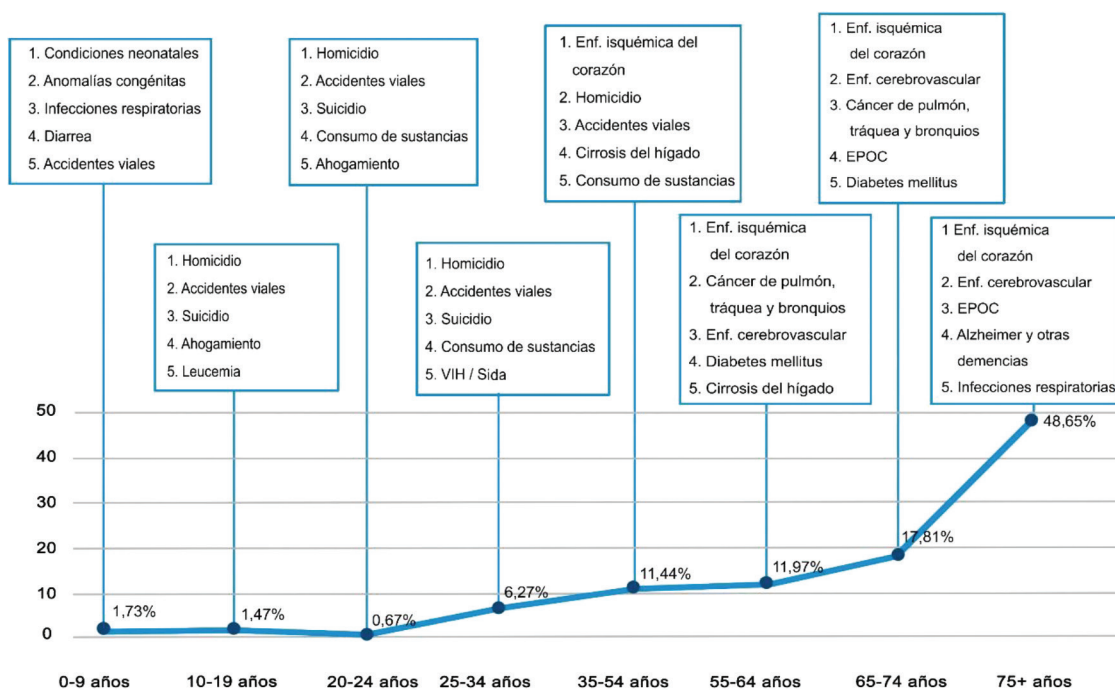 1. Condiciones neonatales
2. Anomalías congénitas
3. Infecciones respiratorias
4. Diarrea
5. Accidentes viales
1. Homicidio
2. Accidentes viales
3. Suicidio
4. Consumo de sustancias
5. Ahogamiento
1. Enf. isquémica del
corazón
2. Homicidio
3. Accidentes viales
4. Cirrosis del hígado
5. Consumo de sustancias
1. Enf. isquémica
del corazón
2. Enf. cerebrovascular
3. Cáncer de pulmón,
tráquea y bronquios
4. EPOC
5. Diabetes mellitus
1. Homicidio
2. Accidentes viales
3. Suicidio
4. Ahogamiento
5. Leucemia
1. Homicidio
2. Accidentes viales
3. Suicidio
4. Consumo de sustancias
5. VIH / Sida
1. Enf. isquémica
del corazón
2. Cáncer de pulmón,
tráquea y bronquios
3. Enf. cerebrovascular
4. Diabetes mellitus
5. Cirrosis del hígado
1 Enf. isquémica
del corazón
2. Enf. cerebrovascular
3. EPOC
4. Alzheimer y otras
demencias
5. Infecciones respiratorias
50
40
30
20
10
0
1,73%
1,47%
0,67%
6,27%
11,44%
11,97%
17,81%
48,65%
0-9 años
10-19 años
20-24 años
25-34 años
35-54 años
55-64 años
65-74 años
75+ años